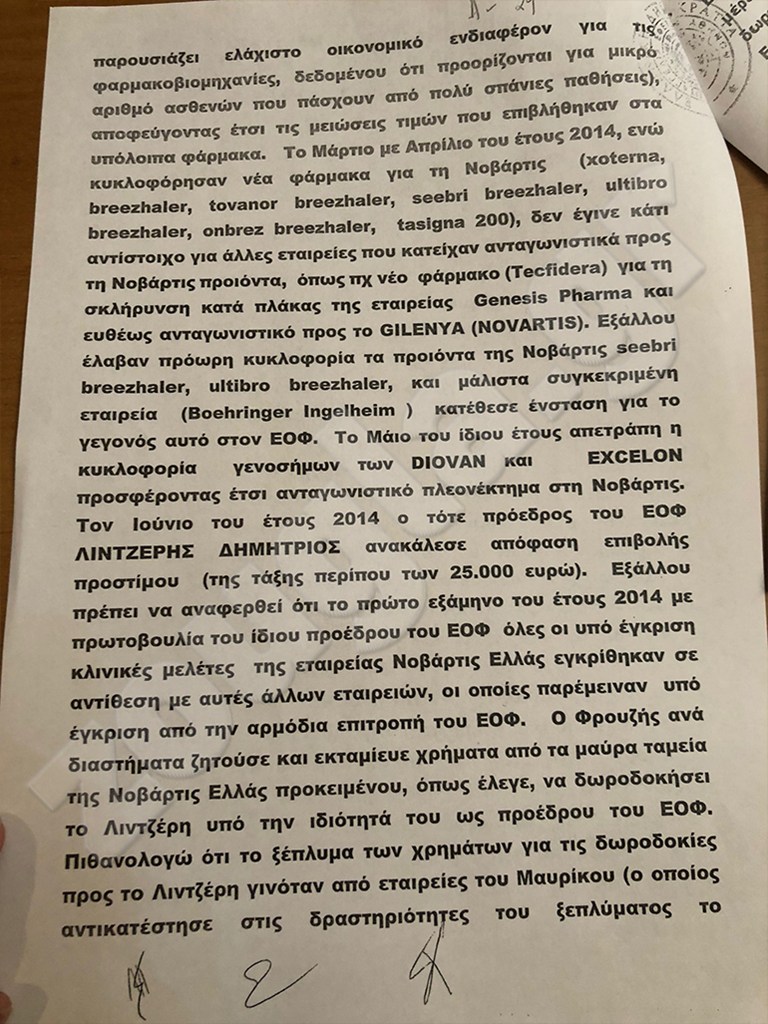 παρουσιάζει ελάχιστο οικονομικό ενδιαφέρον για τις
φαρμακοβιομηχανίες, δεδομένου ότι προορίζονται για μικρό
αριθμό ασθενών που πάσχουν από πολύ σπάνιες παθήσεις),
αποφεύγοντας έτσι τις μειώσεις τιμών που επιβλήθηκαν στα
υπόλοιπα φάρμακα. Το Μάρτιο με Απρίλιο του έτους 2014, ενώ
κυκλοφόρησαν νέα φάρμακα για τη Νοβάρτις (xoterna,
breezhaler, tovanor breezhaler, seebri breezhaler, ultibro
breezhaler, onbrez breezhaler, tasigna 200), δεν έγινε κάτι
αντίστοιχο για άλλες εταιρείες που κατείχαν ανταγωνιστικά προς
τη Νοβάρτις προιόντα, όπως πχ νέο φάρμακο (Tecfidera) για τη
σκλήρυνση κατά πλάκας της εταιρείας Genesis Pharma και
ευθέως ανταγωνιστικό προς το GILENYA (NOVARTIS). Εξάλλου
έλαβαν πρόωρη κυκλοφορία τα προιόντα της Νοβάρτις seebri
breezhaler, ultibro breezhaler, και μάλιστα συγκεκριμένη
εταιρεία (Boehringer Ingelheim ) κατέθεσε ένσταση για το
γεγονός αυτό στον ΕΟΦ. Το Μάιο του ίδιου έτους απετράπη η
κυκλοφορία γενοσήμων των DIOVAN και EXCELON
προσφέροντας έτσι ανταγωνιστικό πλεονέκτημα στη Νοβάρτις.
Τον Ιούνιο του έτους 2014 ο τότε πρόεδρος του ΕΟΦ
ΛΙΝΤΖΕΡΗΣ ΔΗΜΗΤΡΙΟΣ ανακάλεσε απόφαση επιβολής
προστίμου (της τάξης περίπου των 25.000 ευρώ). Εξάλλου
πρέπει να αναφερθεί ότι το πρώτο εξάμηνο του έτους 2014 με
πρωτοβουλία του ίδιου προέδρου του ΕΟΦ όλες οι υπό έγκριση
κλινικές μελέτες της εταιρείας Νοβάρτις Ελλάς εγκρίθηκαν σε
αντίθεση με αυτές άλλων εταιρειών, οι οποίες παρέμειναν υπό
έγκριση από την αρμόδια επιτροπή του ΕΟΦ. Ο Φρουζής ανά
διαστήματα ζητούσε και εκταμίευε χρήματα από τα μαύρα ταμεία
της Νοβάρτις Ελλάς προκειμένου, όπως έλεγε, να δωροδοκήσει
το Λιντζέρη υπό την ιδιότητά του ως προέδρου του ΕΟΦ.
Πιθανολογώ ότι το ξέπλυμα των χρημάτων για τις δωροδοκίες
προς το Λιντζέρη γινόταν από εταιρείες του Μαυρίκου (ο οποίος
αντικατέστησε στις δραστηριότητες του ξεπλύματος το